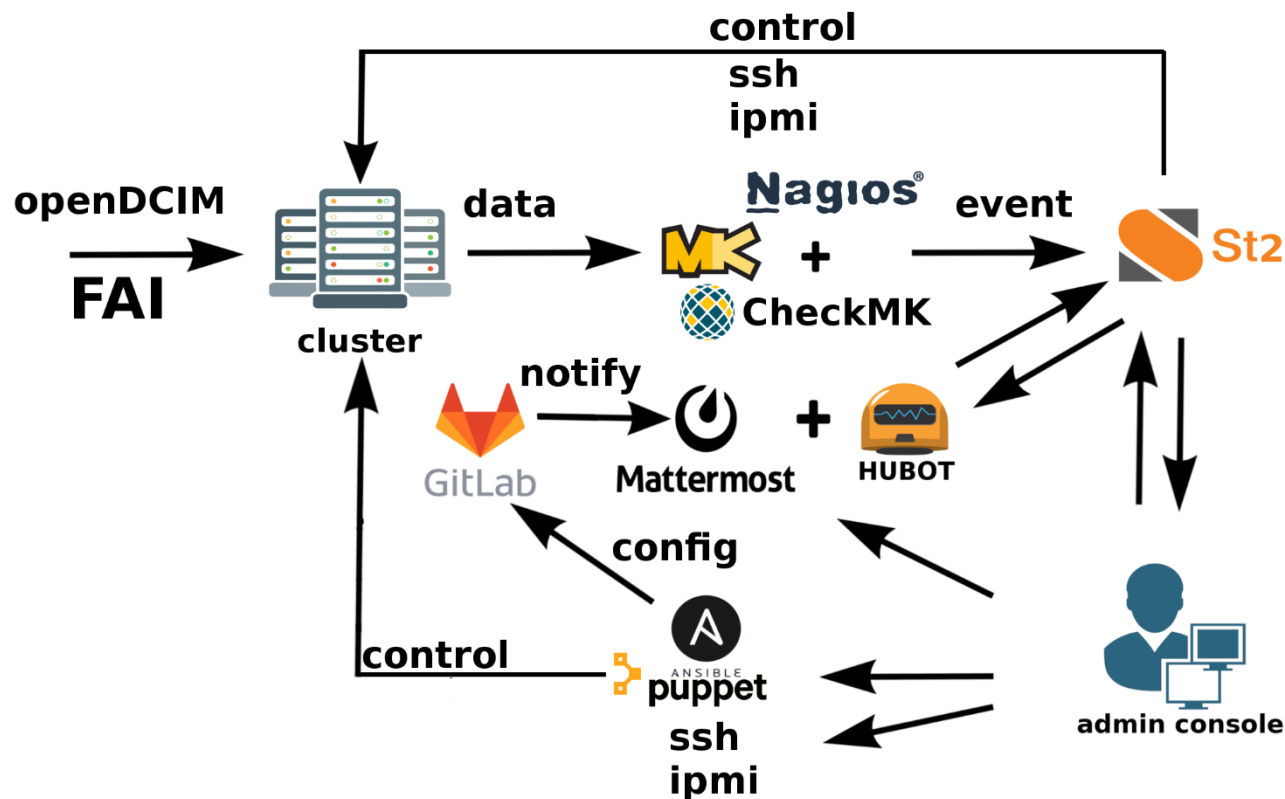 control
ssh
ipmi
openDCIM
FAI
cluster
data
Nagios®
MK
+
CheckMK
event
St2
notify
GitLab
Mattermost
+
HUBOT
config
control
A
ANSIBLE
puppet
ssh
ipmi
admin console